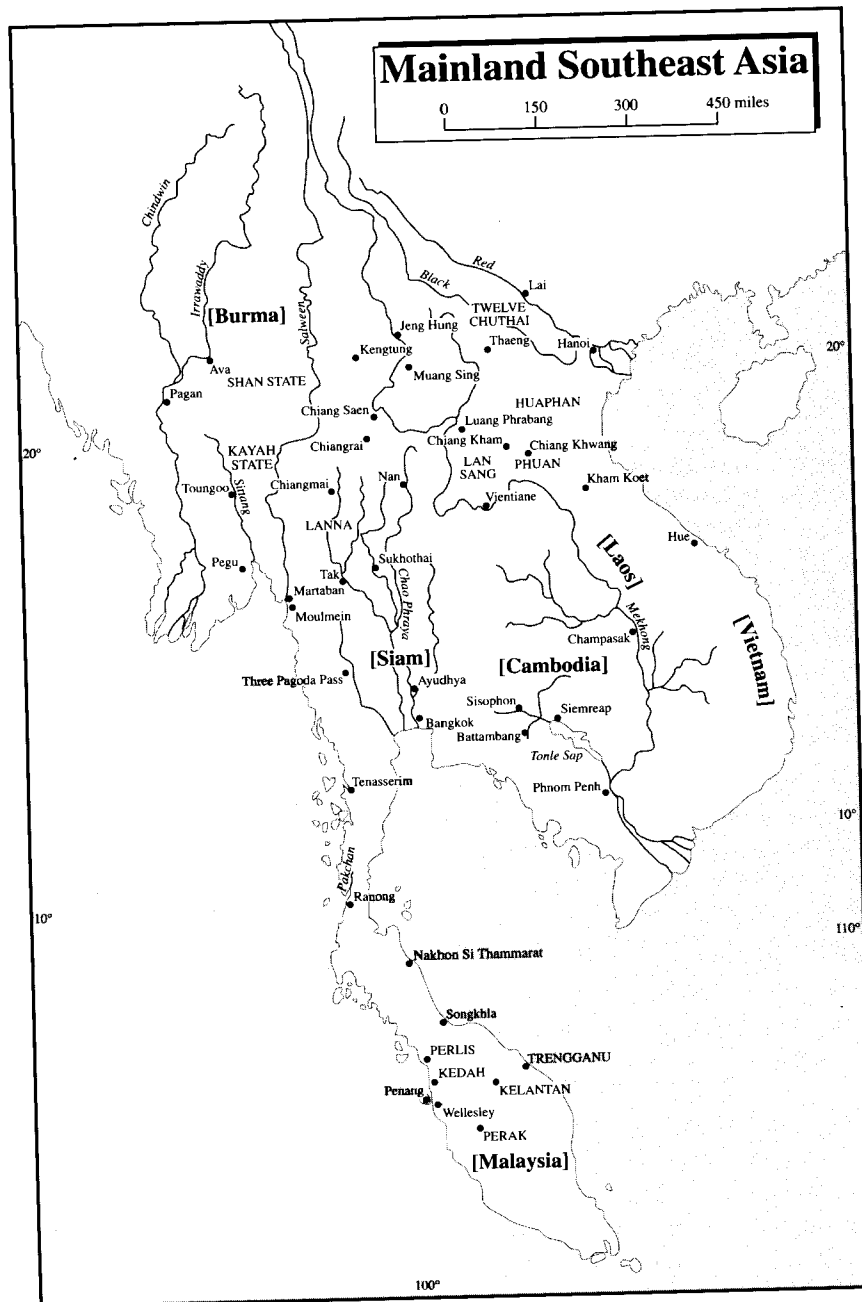 Mainland Southeast Asia
0 150 300 450 miles
Chindwin
Irrawaddy
Salween
Black
Red
Lai
[Burma]
TWELVE
CHUTHAI
Jeng Hung
Kengtung
Thaeng
Hanoi
20°
Ava
SHAN STATE
Muang Sing
Pagan
HUAPHAN
Chiang Saen
Luang Phrabang
20°
KAYAH
STATE
Chiangrai
Chiang Kham
Chiang Khwang
LAN
SANG
PHUAN
Toungoo
Sittang
Chiangmai
Nan
Kham Koet
Vientiane
LANNA
Hue
Pegu
Sukhothai
[Laos]
Tak
Martaban
Chao Phraya
Moulmein
Mekhong
Champasak
[Vietnam]
[Siam]
[Cambodia]
Three Pagoda Pass
Ayudhya
Sisophon
Siemreap
Bangkok
Battambang
Tonle Sap
Tenasserim
Phnom Penh
10°
Pakchan
Ranong
10°
110°
Nakhon Si Thammarat
Songkhla
PERLIS
TRENGGANU
KEDAH
Penang
KELANTAN
Wellesley
PERAK
[Malaysia]
100°